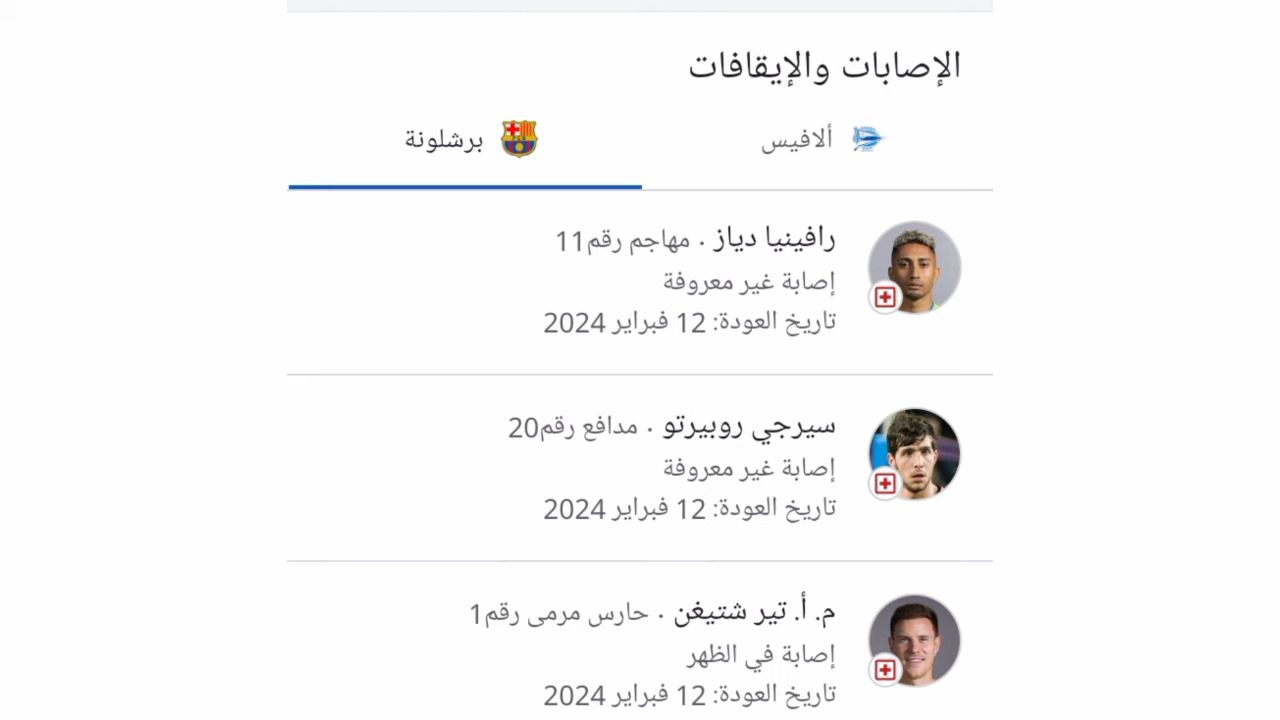 الإصابات والإيقافات
ألافيس
برشلونة
رافينيا دياز · مهاجم رقم11
إصابة غير معروفة
تاريخ العودة: 12 فبراير 2024
سيرجي روبيرتو · مدافع رقم20
إصابة غير معروفة
تاريخ العودة: 12 فبراير 2024
م. أ. تير شتيغن · حارس مرمى رقم1
إصابة في الظهر
تاريخ العودة: 12 فبراير 2024